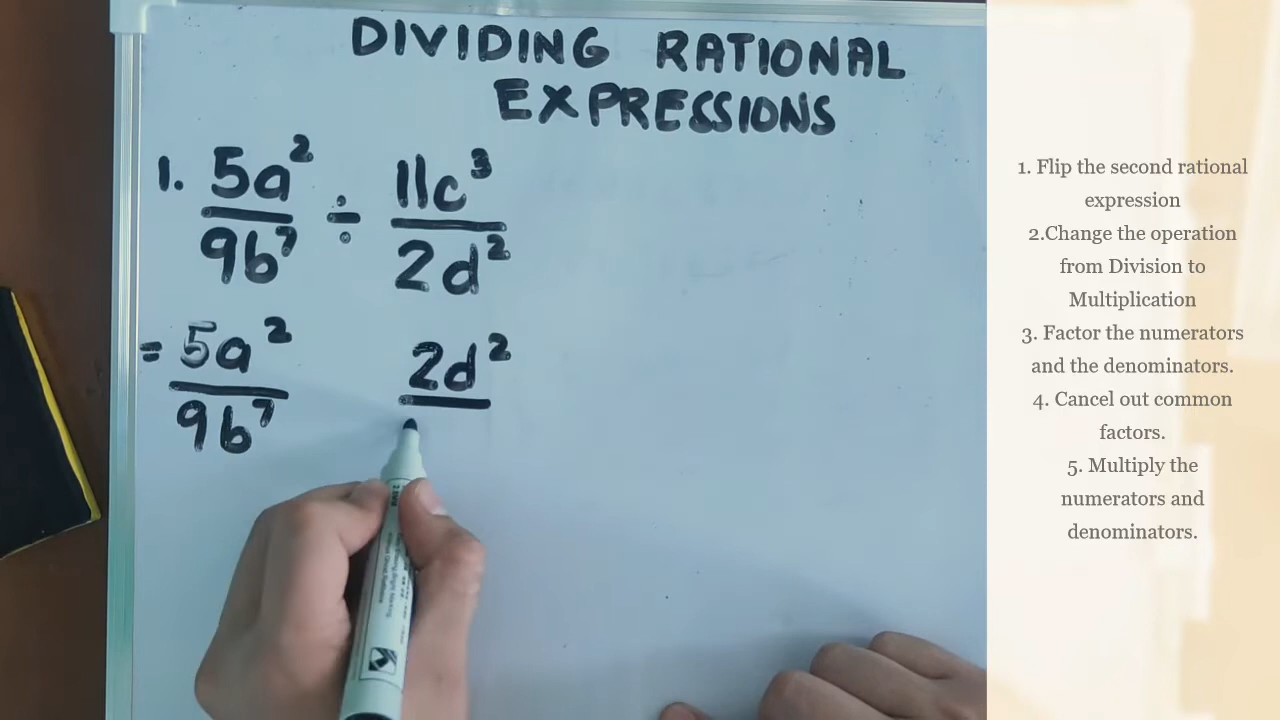 DIVIDING RATIONAL
EXPRESSIONS
1. 5a² ÷ 11c³
9b⁷ 2d²
= 5a² 2d²
9b⁷
1. Flip the second rational
expression
2.Change the operation
from Division to
Multiplication
3. Factor the numerators
and the denominators.
4. Cancel out common
factors.
5. Multiply the
numerators and
denominators.